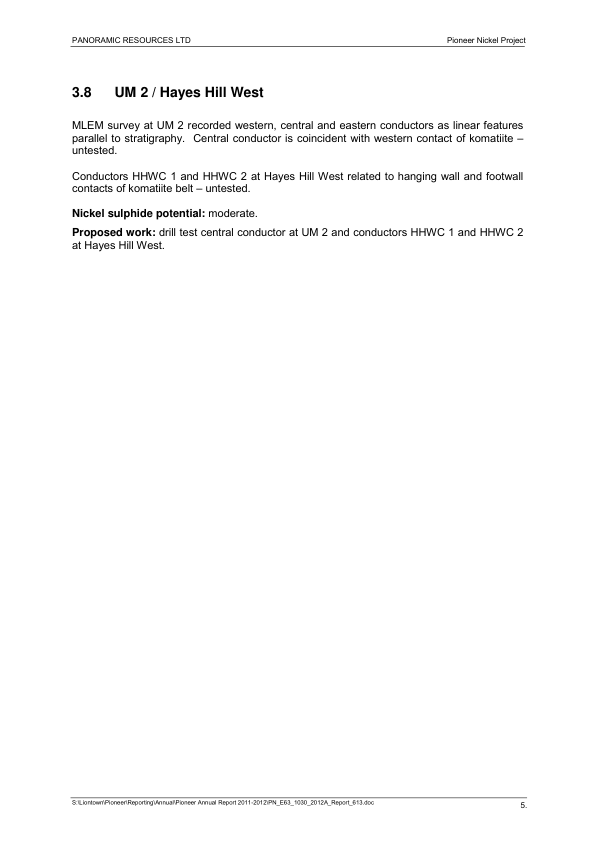 PANORAMIC RESOURCES LTD Pioneer Nickel Project
3.8 UM 2 / Hayes Hill West
MLEM survey at UM 2 recorded western, central and eastern conductors as linear features
parallel to stratigraphy. Central conductor is coincident with western contact of komatiite –
untested.
Conductors HHWC 1 and HHWC 2 at Hayes Hill West related to hanging wall and footwall
contacts of komatiite belt – untested.
Nickel sulphide potential: moderate.
Proposed work: drill test central conductor at UM 2 and conductors HHWC 1 and HHWC 2
at Hayes Hill West.
S:\Liontown\Pioneer\Reporting\Annual\Pioneer Annual Report 2011-2012\PN_E63_1030_2012A_Report_613.doc 5.